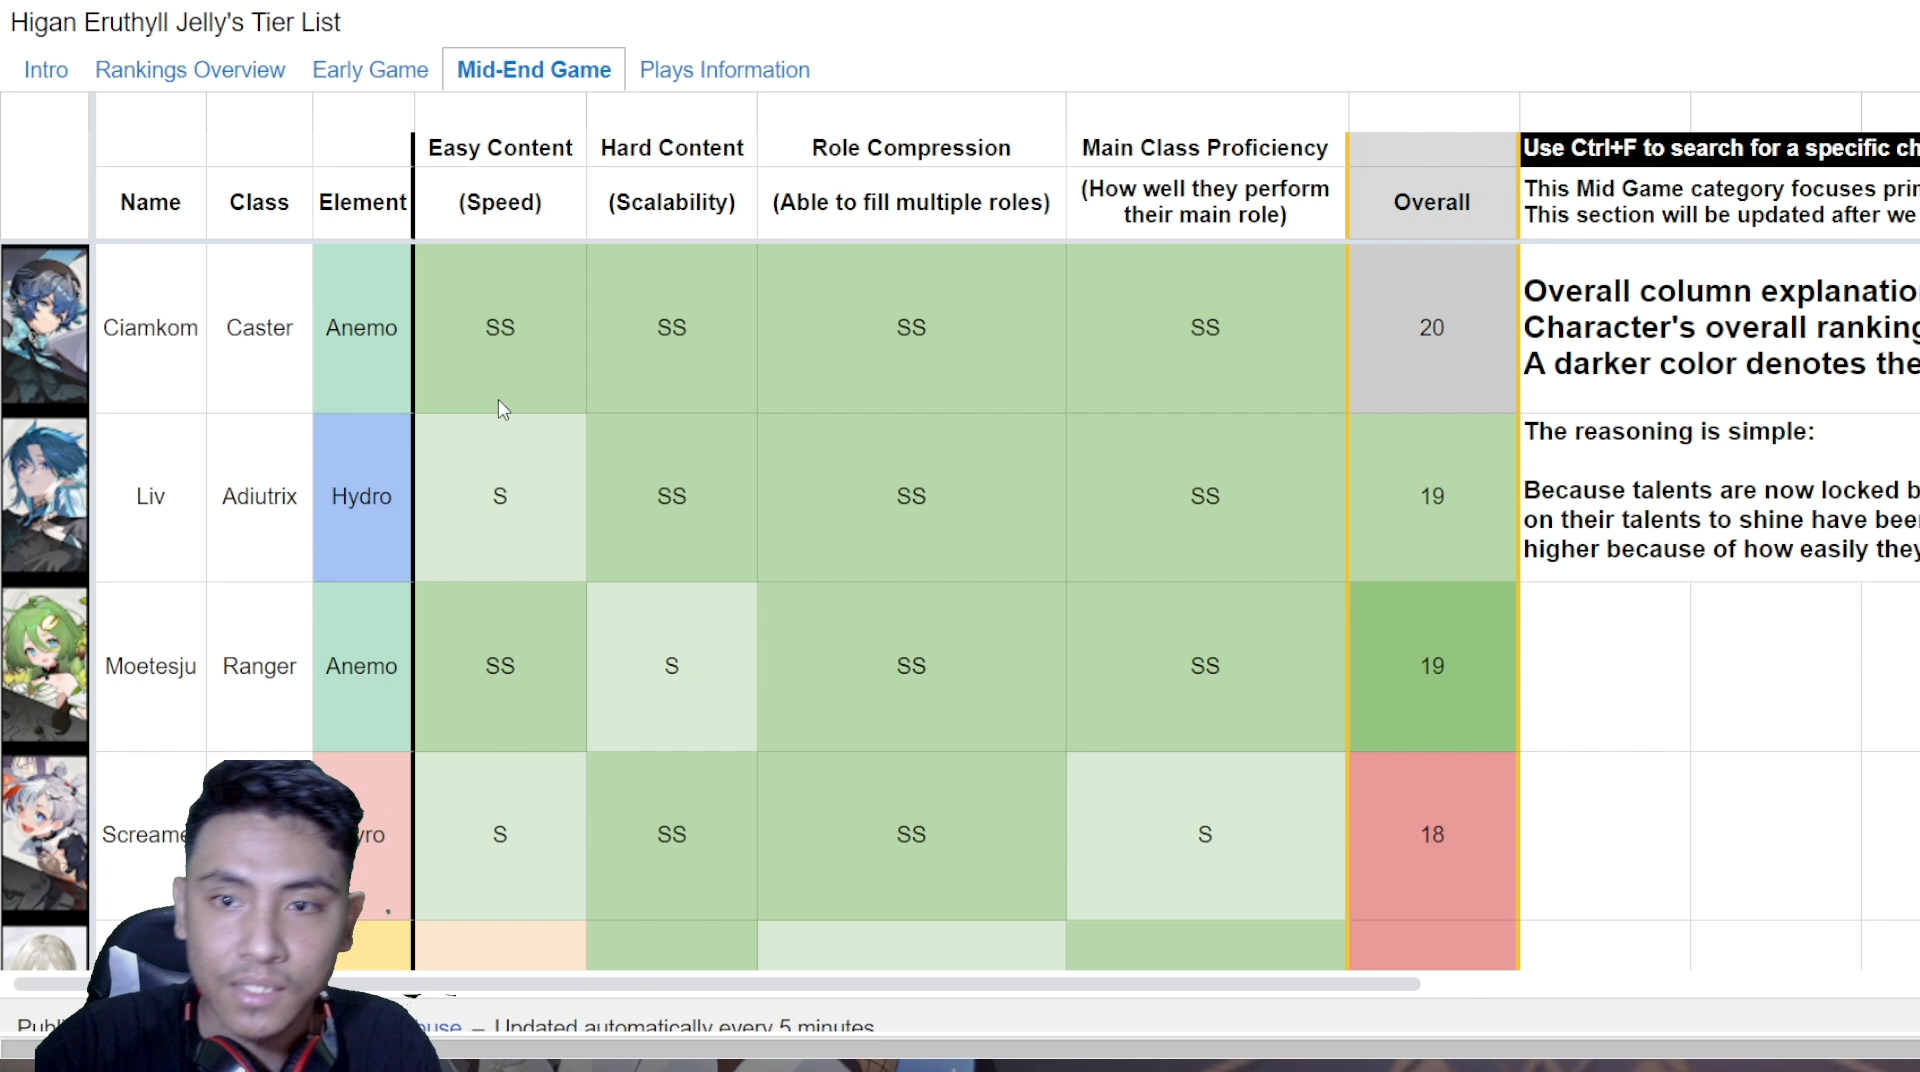 Higan Eruthyll Jelly's Tier List
Intro Rankings Overview Early Game Mid-End Game Plays Information
Easy Content Hard Content Role Compression Main Class Proficiency Use Ctrl+F to search for a specific ch
Name Class Element (Speed) (Scalability) (Able to fill multiple roles) (How well they perform their main role) Overall
This Mid Game category focuses prin
This section will be updated after we
Ciamkom Caster Anemo SS SS SS SS 20
Overall column explanatio
Character's overall ranking
A darker color denotes the
Liv Adiutrix Hydro S SS SS SS 19
The reasoning is simple:
Because talents are now locked b
on their talents to shine have bee
higher because of how easily they
Moetesju Ranger Anemo SS S SS SS 19
Screame yro S SS SS S 18
Publ use – Updated automatically every 5 minutes